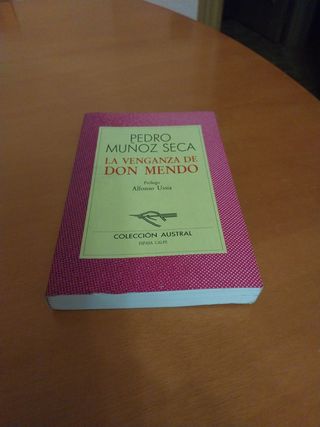 PEDRO
MUÑOZ SECA
LA VENGANZA DE
DON MENDO
Prólogo
Alfonso Ussía
COLECCIÓN AUSTRAL
ESPASA CALPE